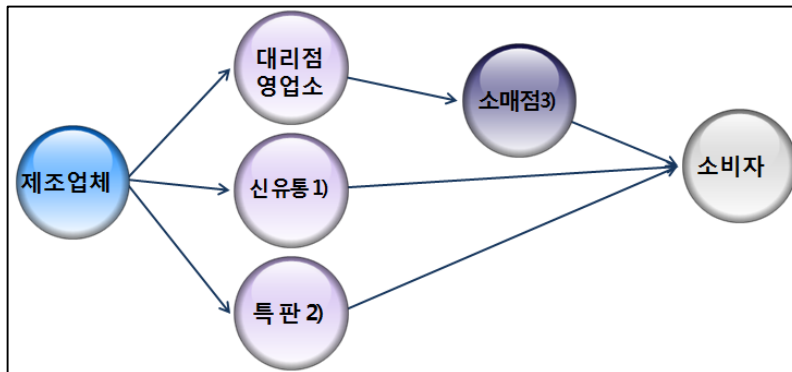 대리점
영업소
소매점3)
제조업체
신유통1)
소비자
특 판 2)